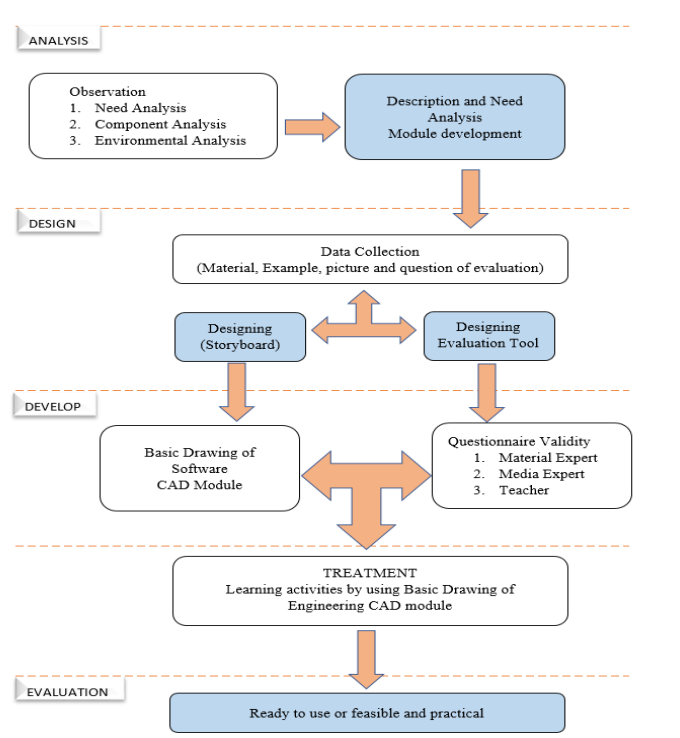 ANALYSIS
Observation
1. Need Analysis
2. Component Analysis
3. Environmental Analysis
Description and Need
Analysis
Module development
DESIGN
Data Collection
(Material, Example, picture and question of evaluation)
Designing
(Storyboard)
Designing
Evaluation Tool
DEVELOP
Basic Drawing of
Software
CAD Module
Questionnaire Validity
1. Material Expert
2. Media Expert
3. Teacher
TREATMENT
Learning activities by using Basic Drawing of
Engineering CAD module
EVALUATION
Ready to use or feasible and practical